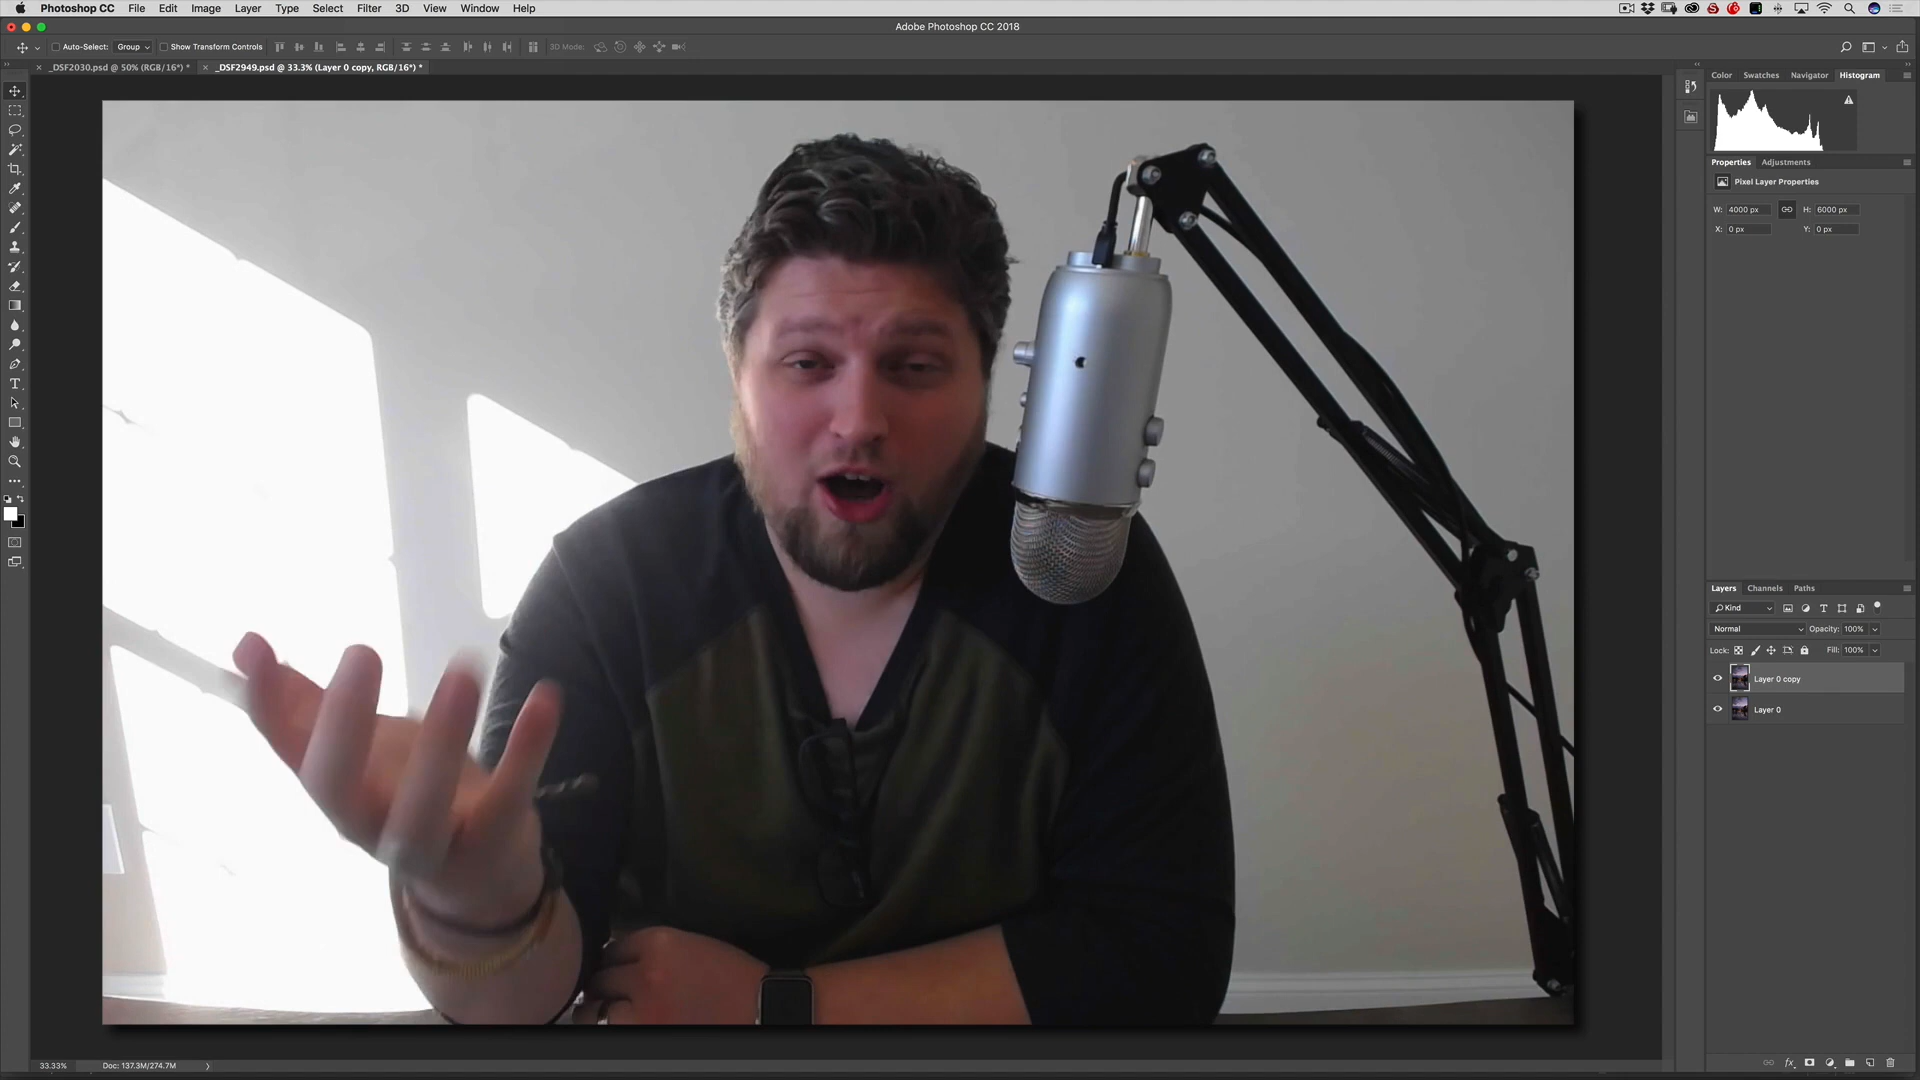 Photoshop CC File Edit Image Layer Type Select Filter 3D View Window Help
Adobe Photoshop CC 2018
Auto-Select: Group Show Transform Controls 3D Mode:
_DSF2030.psd @ 50% (RGB/16*) * _DSF2949.psd @ 33.3% (Layer 0 copy, RGB/16*) *
Color Swatches Navigator Histogram
Properties Adjustments
Pixel Layer Properties
W: 4000 px H: 6000 px
X: 0 px Y: 0 px
Layers Channels Paths
Kind
Normal Opacity: 100%
Lock: Fill: 100%
Layer 0 copy
Layer 0
33.33% Doc: 137.3M/274.7M